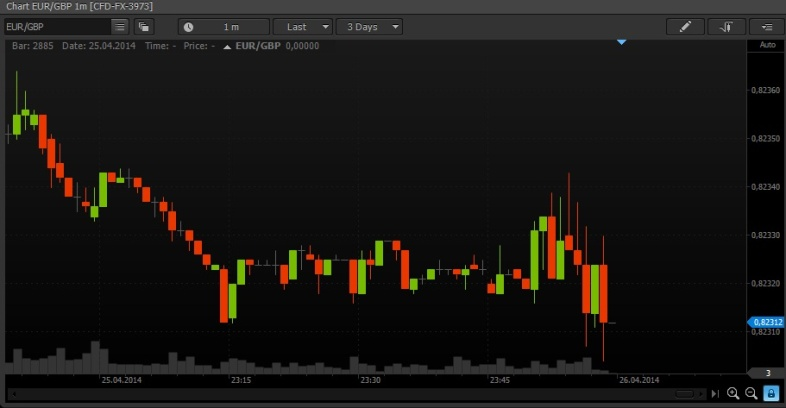 Chart EUR/GBP 1m [CFD-FX-3973]
EUR/GBP 1 m Last 3 Days
Bar: 2885 Date: 25.04.2014 Time: - Price: - EUR/GBP 0,00000 Auto
0,82360
0,82350
0,82340
0,82330
0,82320
0,82312
0,82310
3
25.04.2014 23:15 23:30 23:45 26.04.2014